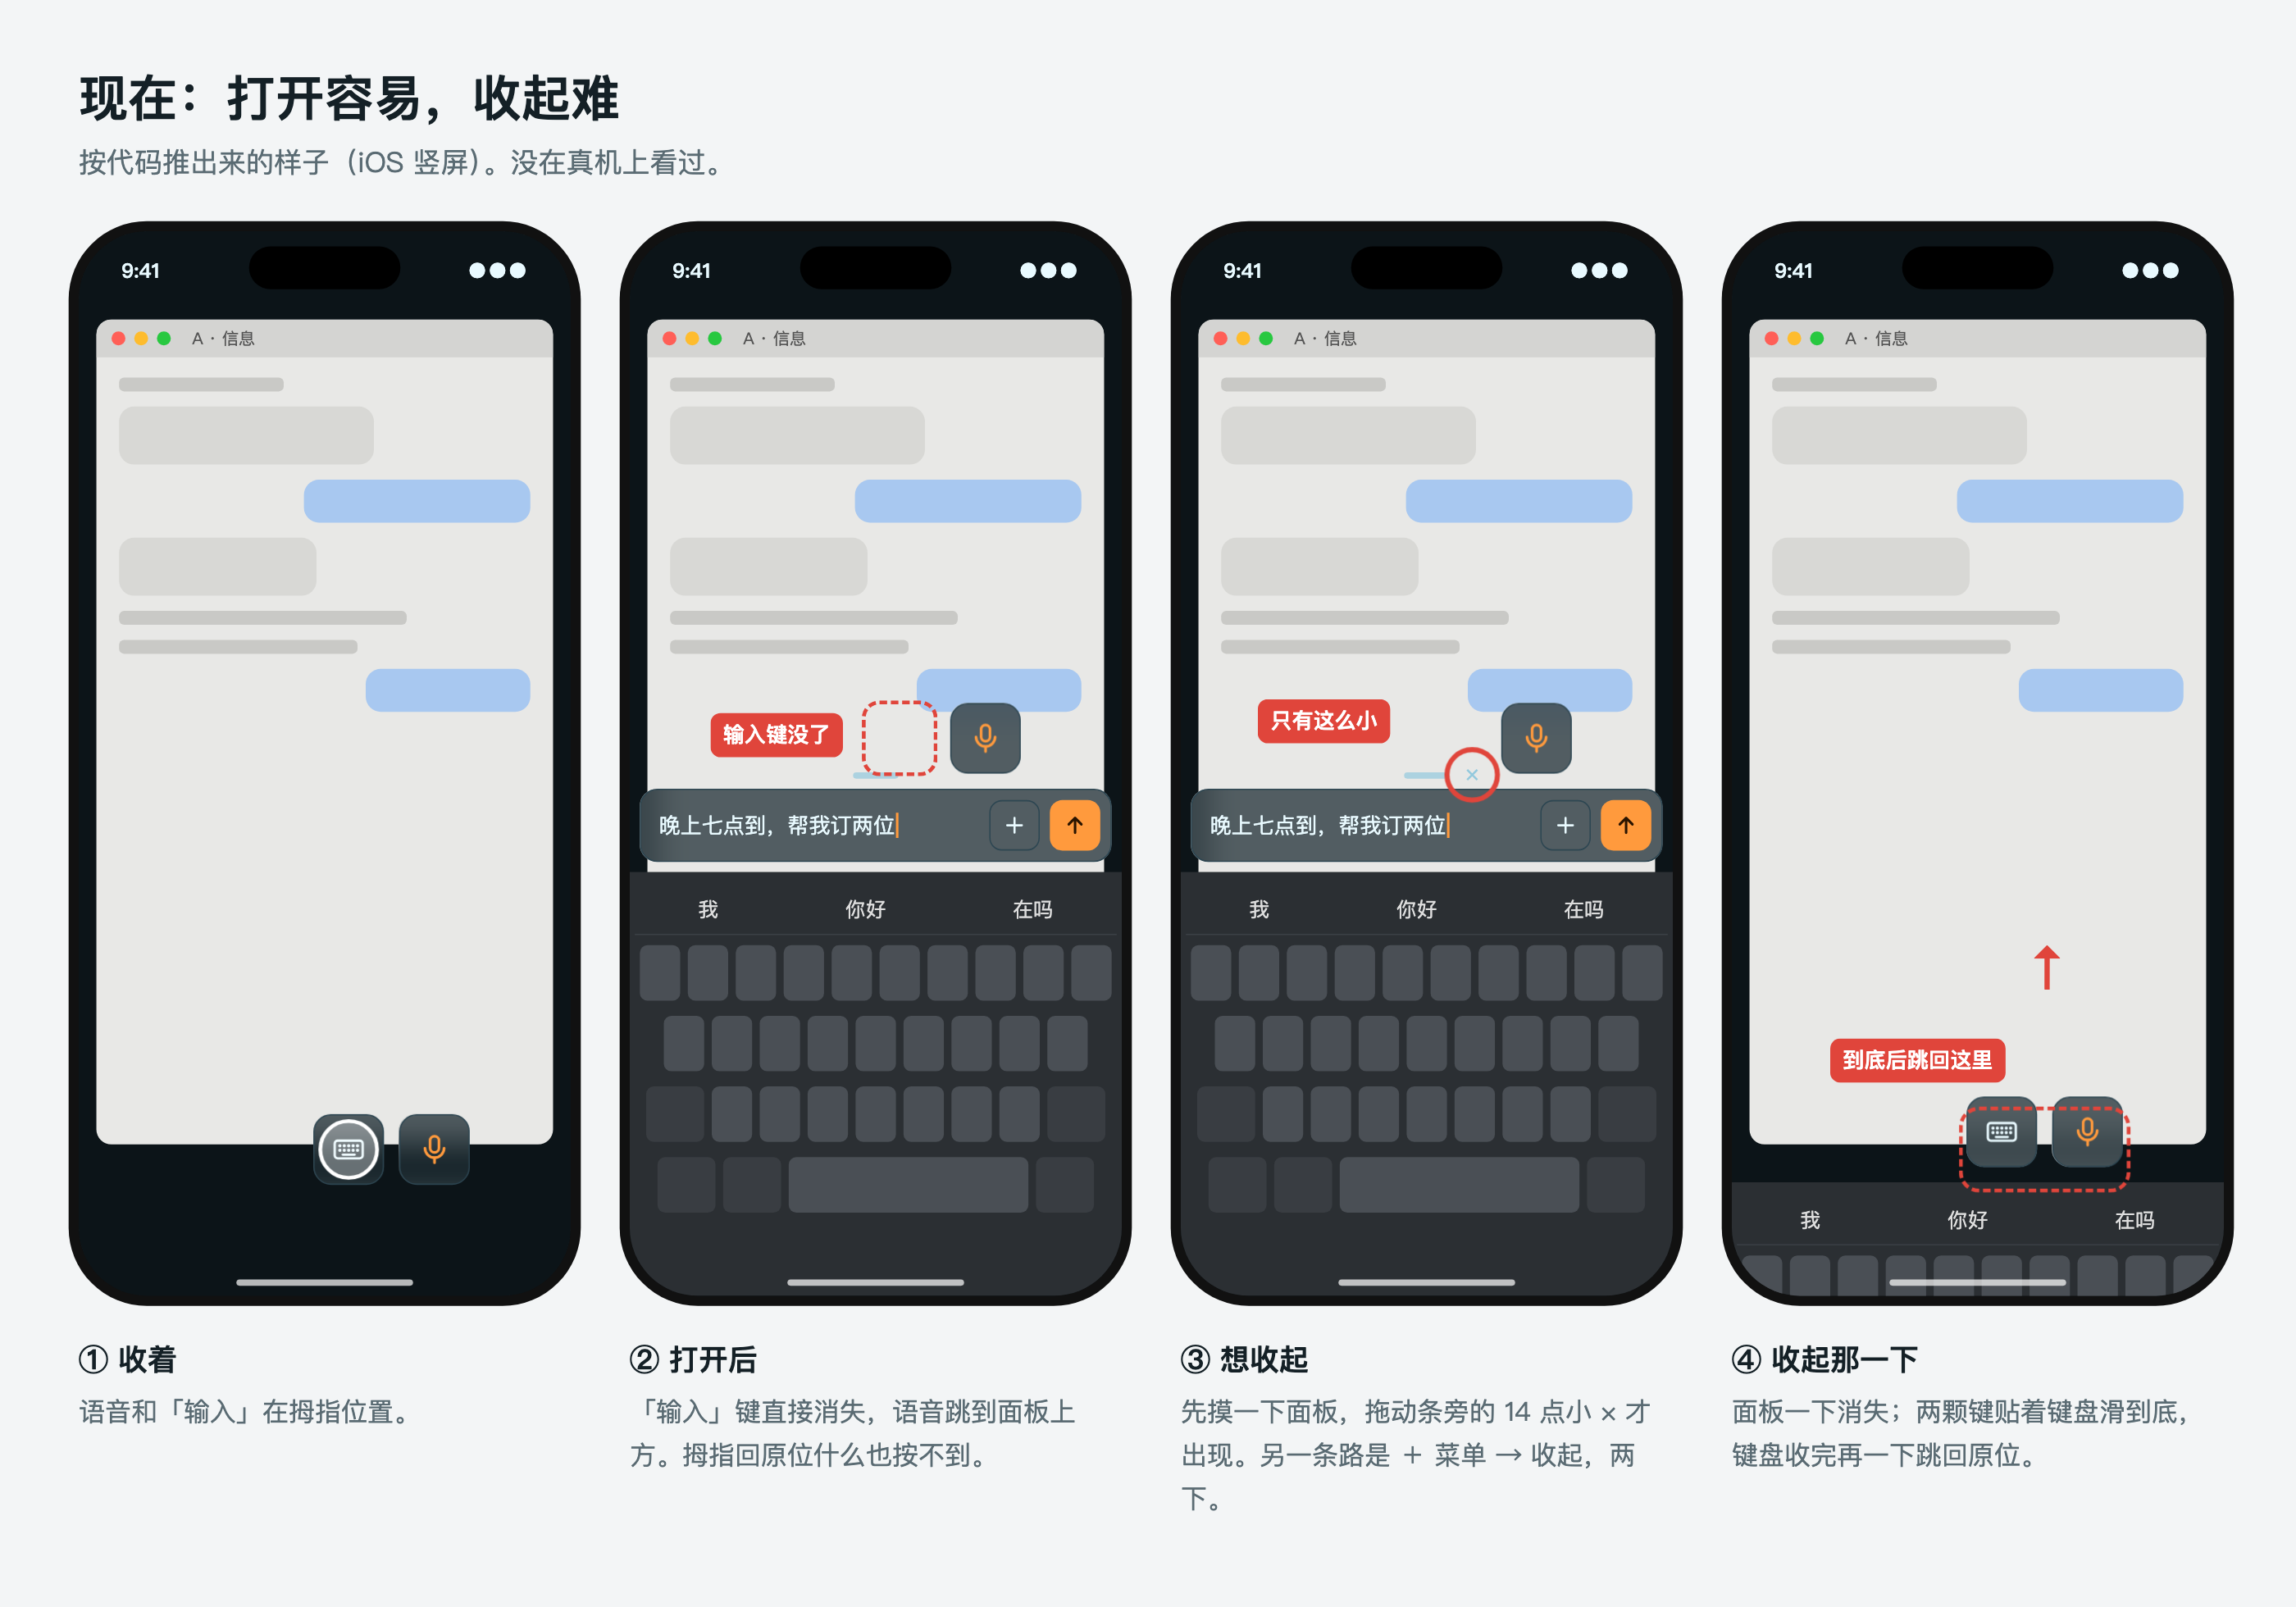 现在：打开容易，收起难
按代码推出来的样子（iOS 竖屏）。没在真机上看过。
9:41
A · 信息
9:41
A · 信息
输入键没了
晚上七点到，帮我订两位
我 你好 在吗
9:41
A · 信息
只有这么小
×
晚上七点到，帮我订两位
我 你好 在吗
9:41
A · 信息
到底后跳回这里
我 你好 在吗
① 收着
语音和「输入」在拇指位置。
② 打开后
「输入」键直接消失，语音跳到面板上
方。拇指回原位什么也按不到。
③ 想收起
先摸一下面板，拖动条旁的 14 点小 × 才
出现。另一条路是 ＋ 菜单 → 收起，两
下。
④ 收起那一下
面板一下消失；两颗键贴着键盘滑到底，
键盘收完再一下跳回原位。